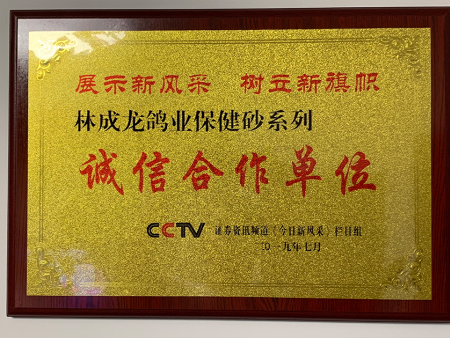 展示新风采 树立新旗帜
林成龙鸽业保健砂系列
诚信合作单位
CCTV 证券资讯频道《今日新风采》栏目组
〇一九年七月